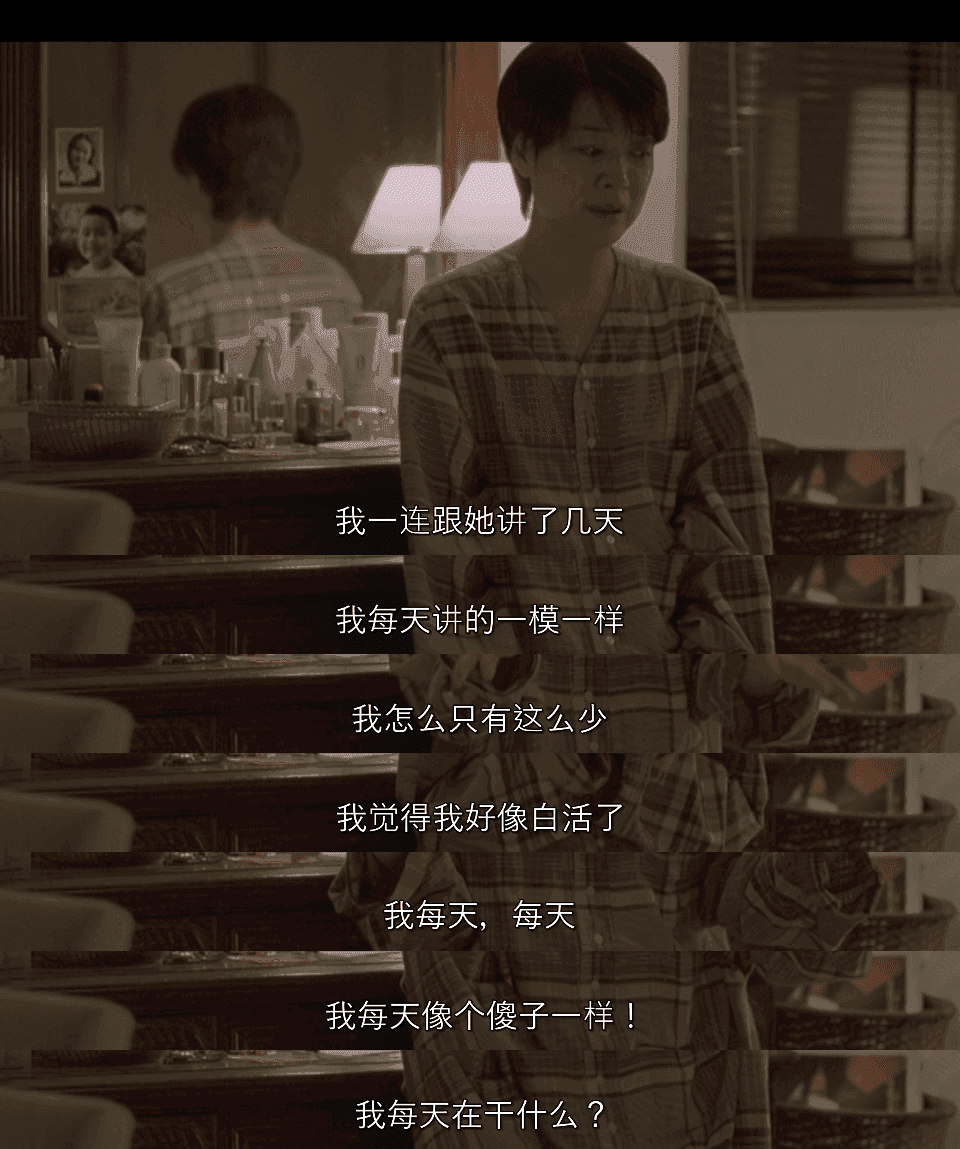 我一连跟她讲了几天
我每天讲的一模一样
我怎么只有这么少
我觉得我好像白活了
我每天，每天
我每天像个傻子一样！
我每天在干什么？